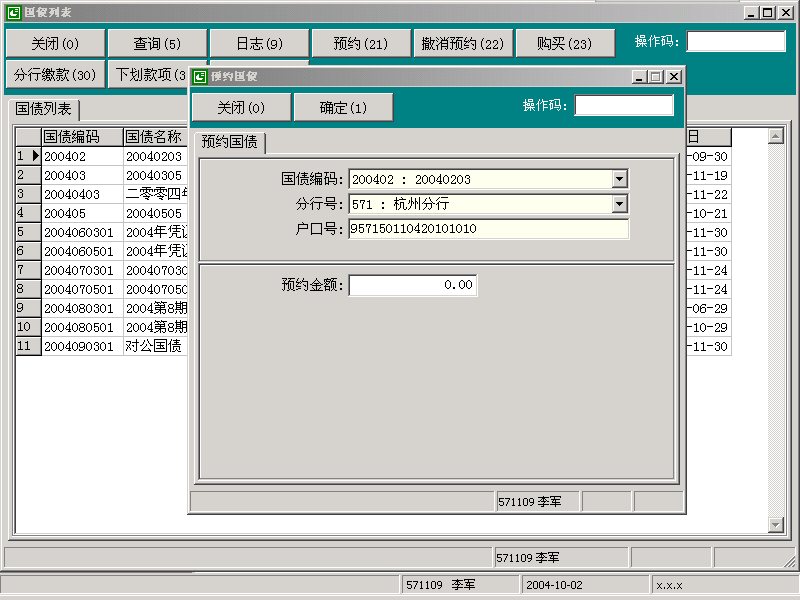 国债列表
关闭(0) 查询(5) 日志(9) 预约(21) 撤消预约(22) 购买(23) 操作码:
分行缴款(30) 下划款项(3
国债列表
国债编码 国债名称 日
1 200402 20040203 -09-30
2 200403 20040305 -11-19
3 20040403 二零零四年 -11-22
4 200405 20040505 -10-21
5 2004060301 2004年凭证 -11-30
6 2004060501 2004年凭证 -11-30
7 2004070301 200407030 -11-24
8 2004070501 200407050 -11-24
9 2004080301 2004第8期 -06-29
10 2004080501 2004第8期 -10-29
11 2004090301 对公国债 -11-30
预约国债
关闭(0) 确定(1) 操作码:
预约国债
国债编码: 200402 : 20040203
分行号: 571 : 杭州分行
户口号: 957150110420101010
预约金额: 0.00
571109 李军
571109 李军
571109 李军 2004-10-02 x.x.x